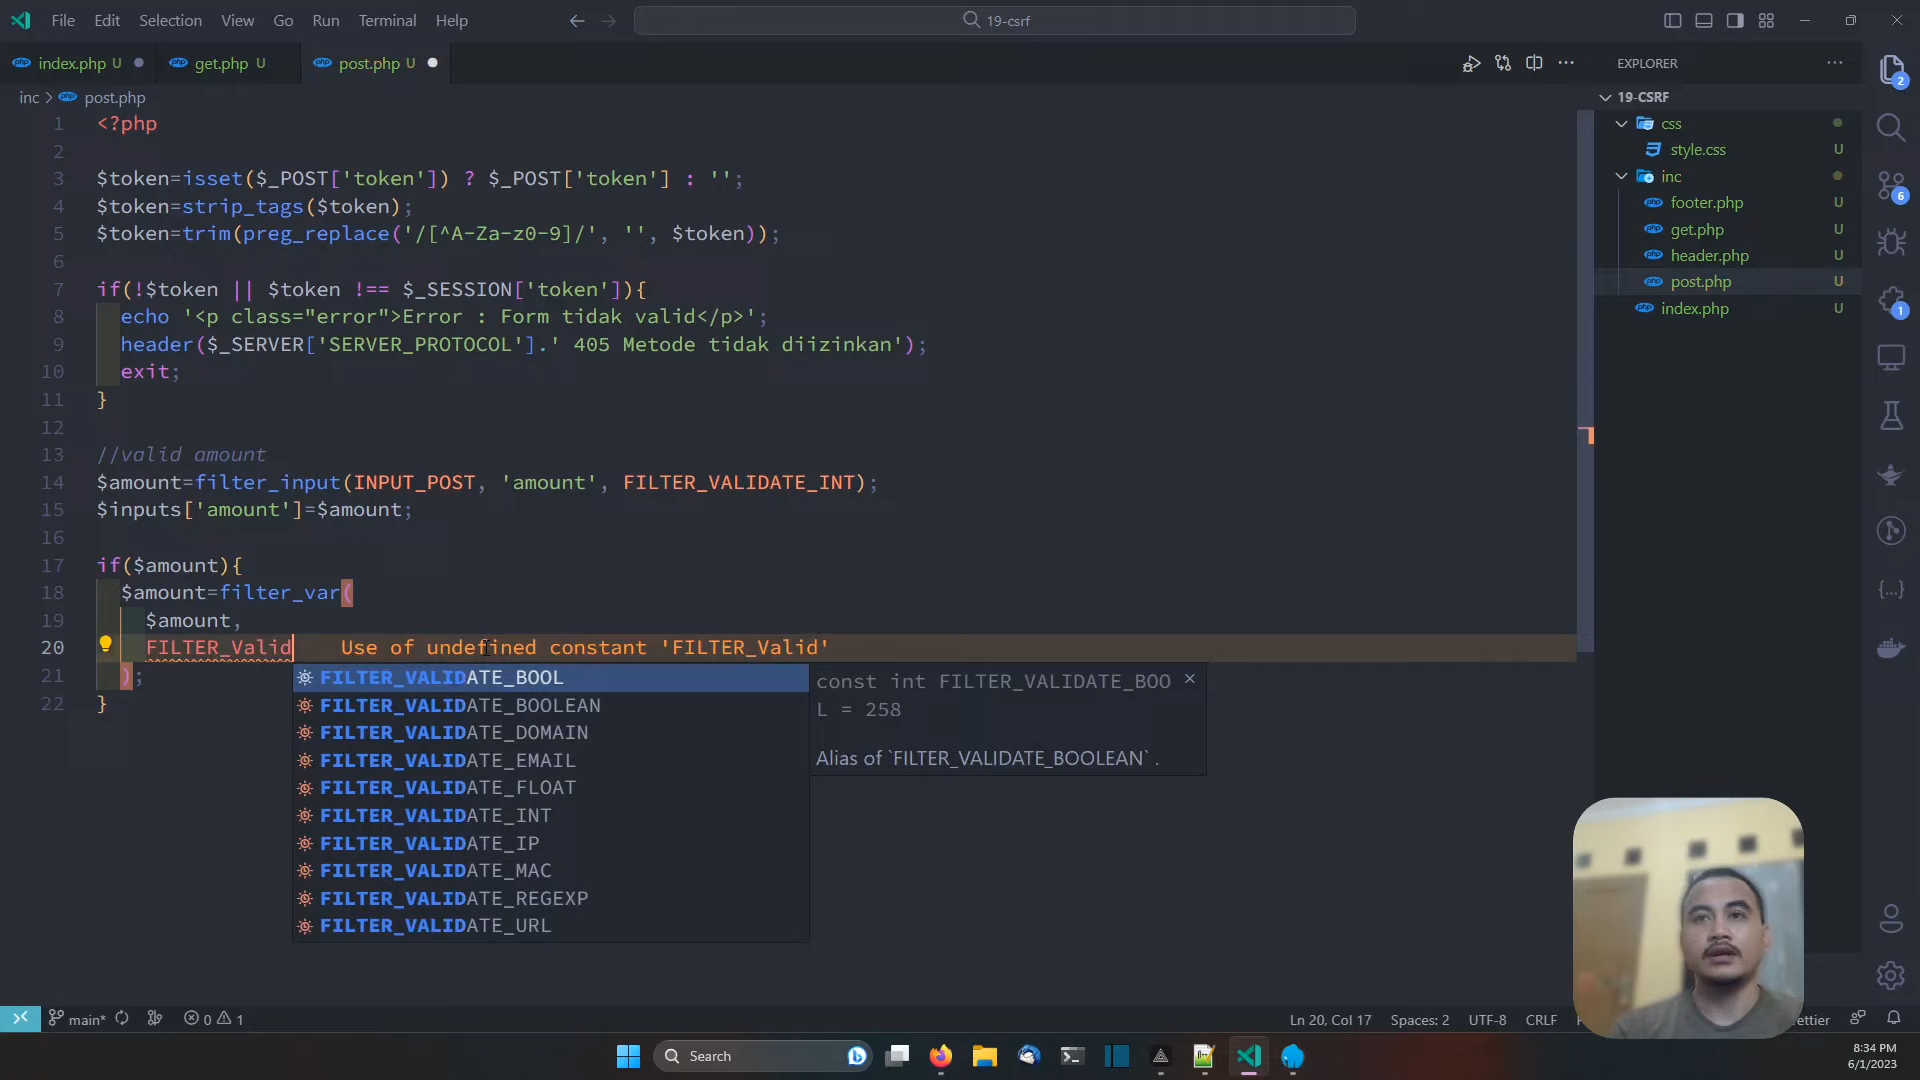 File Edit Selection View Go Run Terminal Help
19-csrf
index.php U
get.php U
post.php U
EXPLORER
inc > post.php
19-CSRF
css
style.css U
inc
footer.php U
get.php U
header.php U
post.php U
index.php U
1 <?php
2
3 $token=isset($_POST['token']) ? $_POST['token'] : '';
4 $token=strip_tags($token);
5 $token=trim(preg_replace('/[^A-Za-z0-9]/', '', $token));
6
7 if(!$token || $token !== $_SESSION['token']){
8 echo '<p class="error">Error : Form tidak valid</p>';
9 header($_SERVER['SERVER_PROTOCOL'].' 405 Metode tidak diizinkan');
10 exit;
11 }
12
13 //valid amount
14 $amount=filter_input(INPUT_POST, 'amount', FILTER_VALIDATE_INT);
15 $inputs['amount']=$amount;
16
17 if($amount){
18 $amount=filter_var(
19 $amount,
20 FILTER_Valid Use of undefined constant 'FILTER_Valid'
21 );
22 }
FILTER_VALIDATE_BOOL
FILTER_VALIDATE_BOOLEAN
FILTER_VALIDATE_DOMAIN
FILTER_VALIDATE_EMAIL
FILTER_VALIDATE_FLOAT
FILTER_VALIDATE_INT
FILTER_VALIDATE_IP
FILTER_VALIDATE_MAC
FILTER_VALIDATE_REGEXP
FILTER_VALIDATE_URL
const int FILTER_VALIDATE_BOO
L = 258
Alias of `FILTER_VALIDATE_BOOLEAN`.
2
6
1
main* 0 1
Ln 20, Col 17 Spaces: 2 UTF-8 CRLF
Search
8:34 PM
6/1/2023